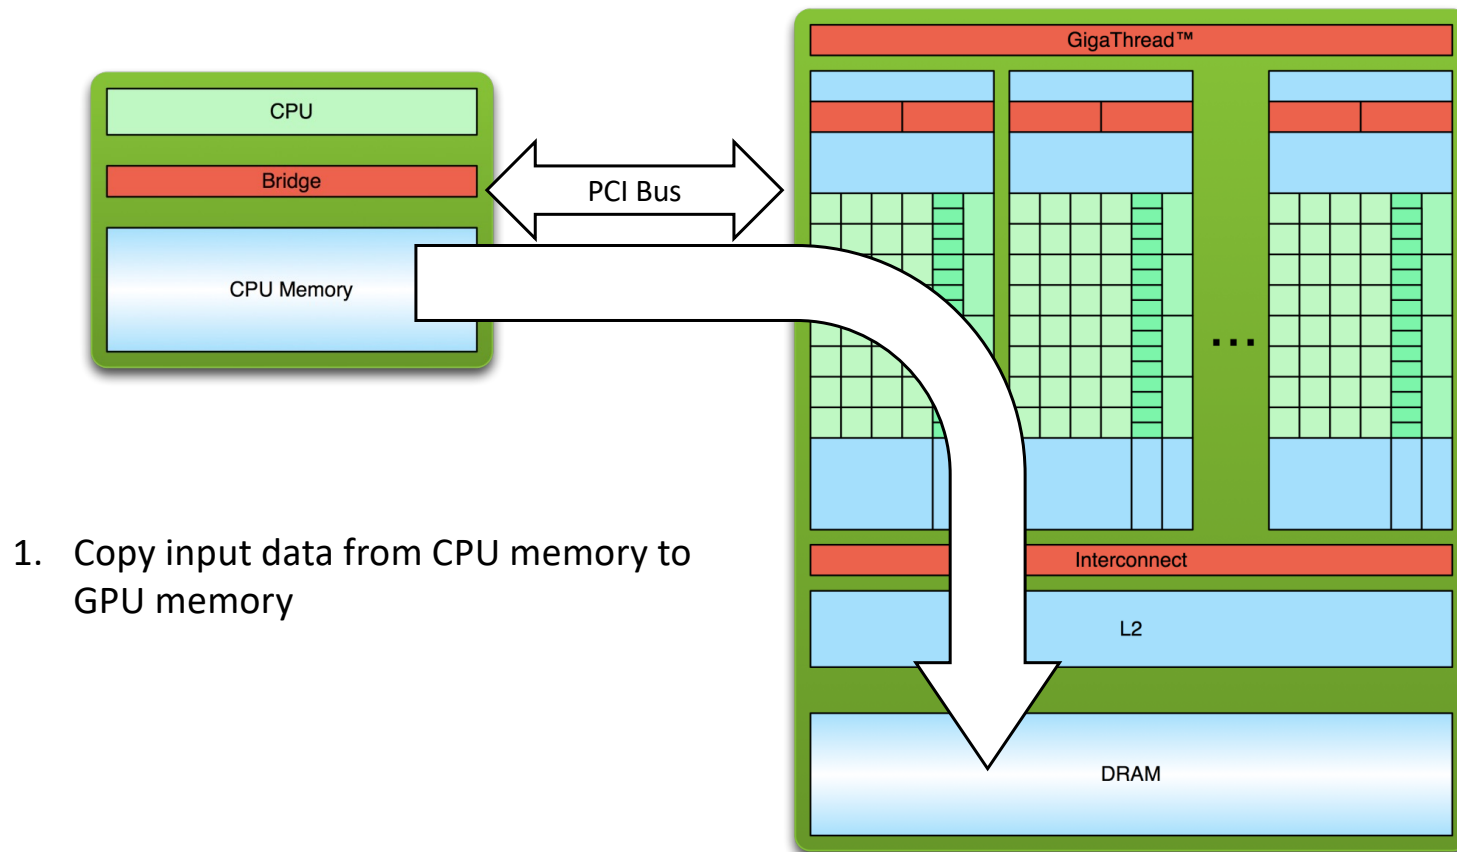 GigaThread™
CPU
Bridge
PCI Bus
CPU Memory
...
1. Copy input data from CPU memory to
GPU memory
Interconnect
L2
DRAM